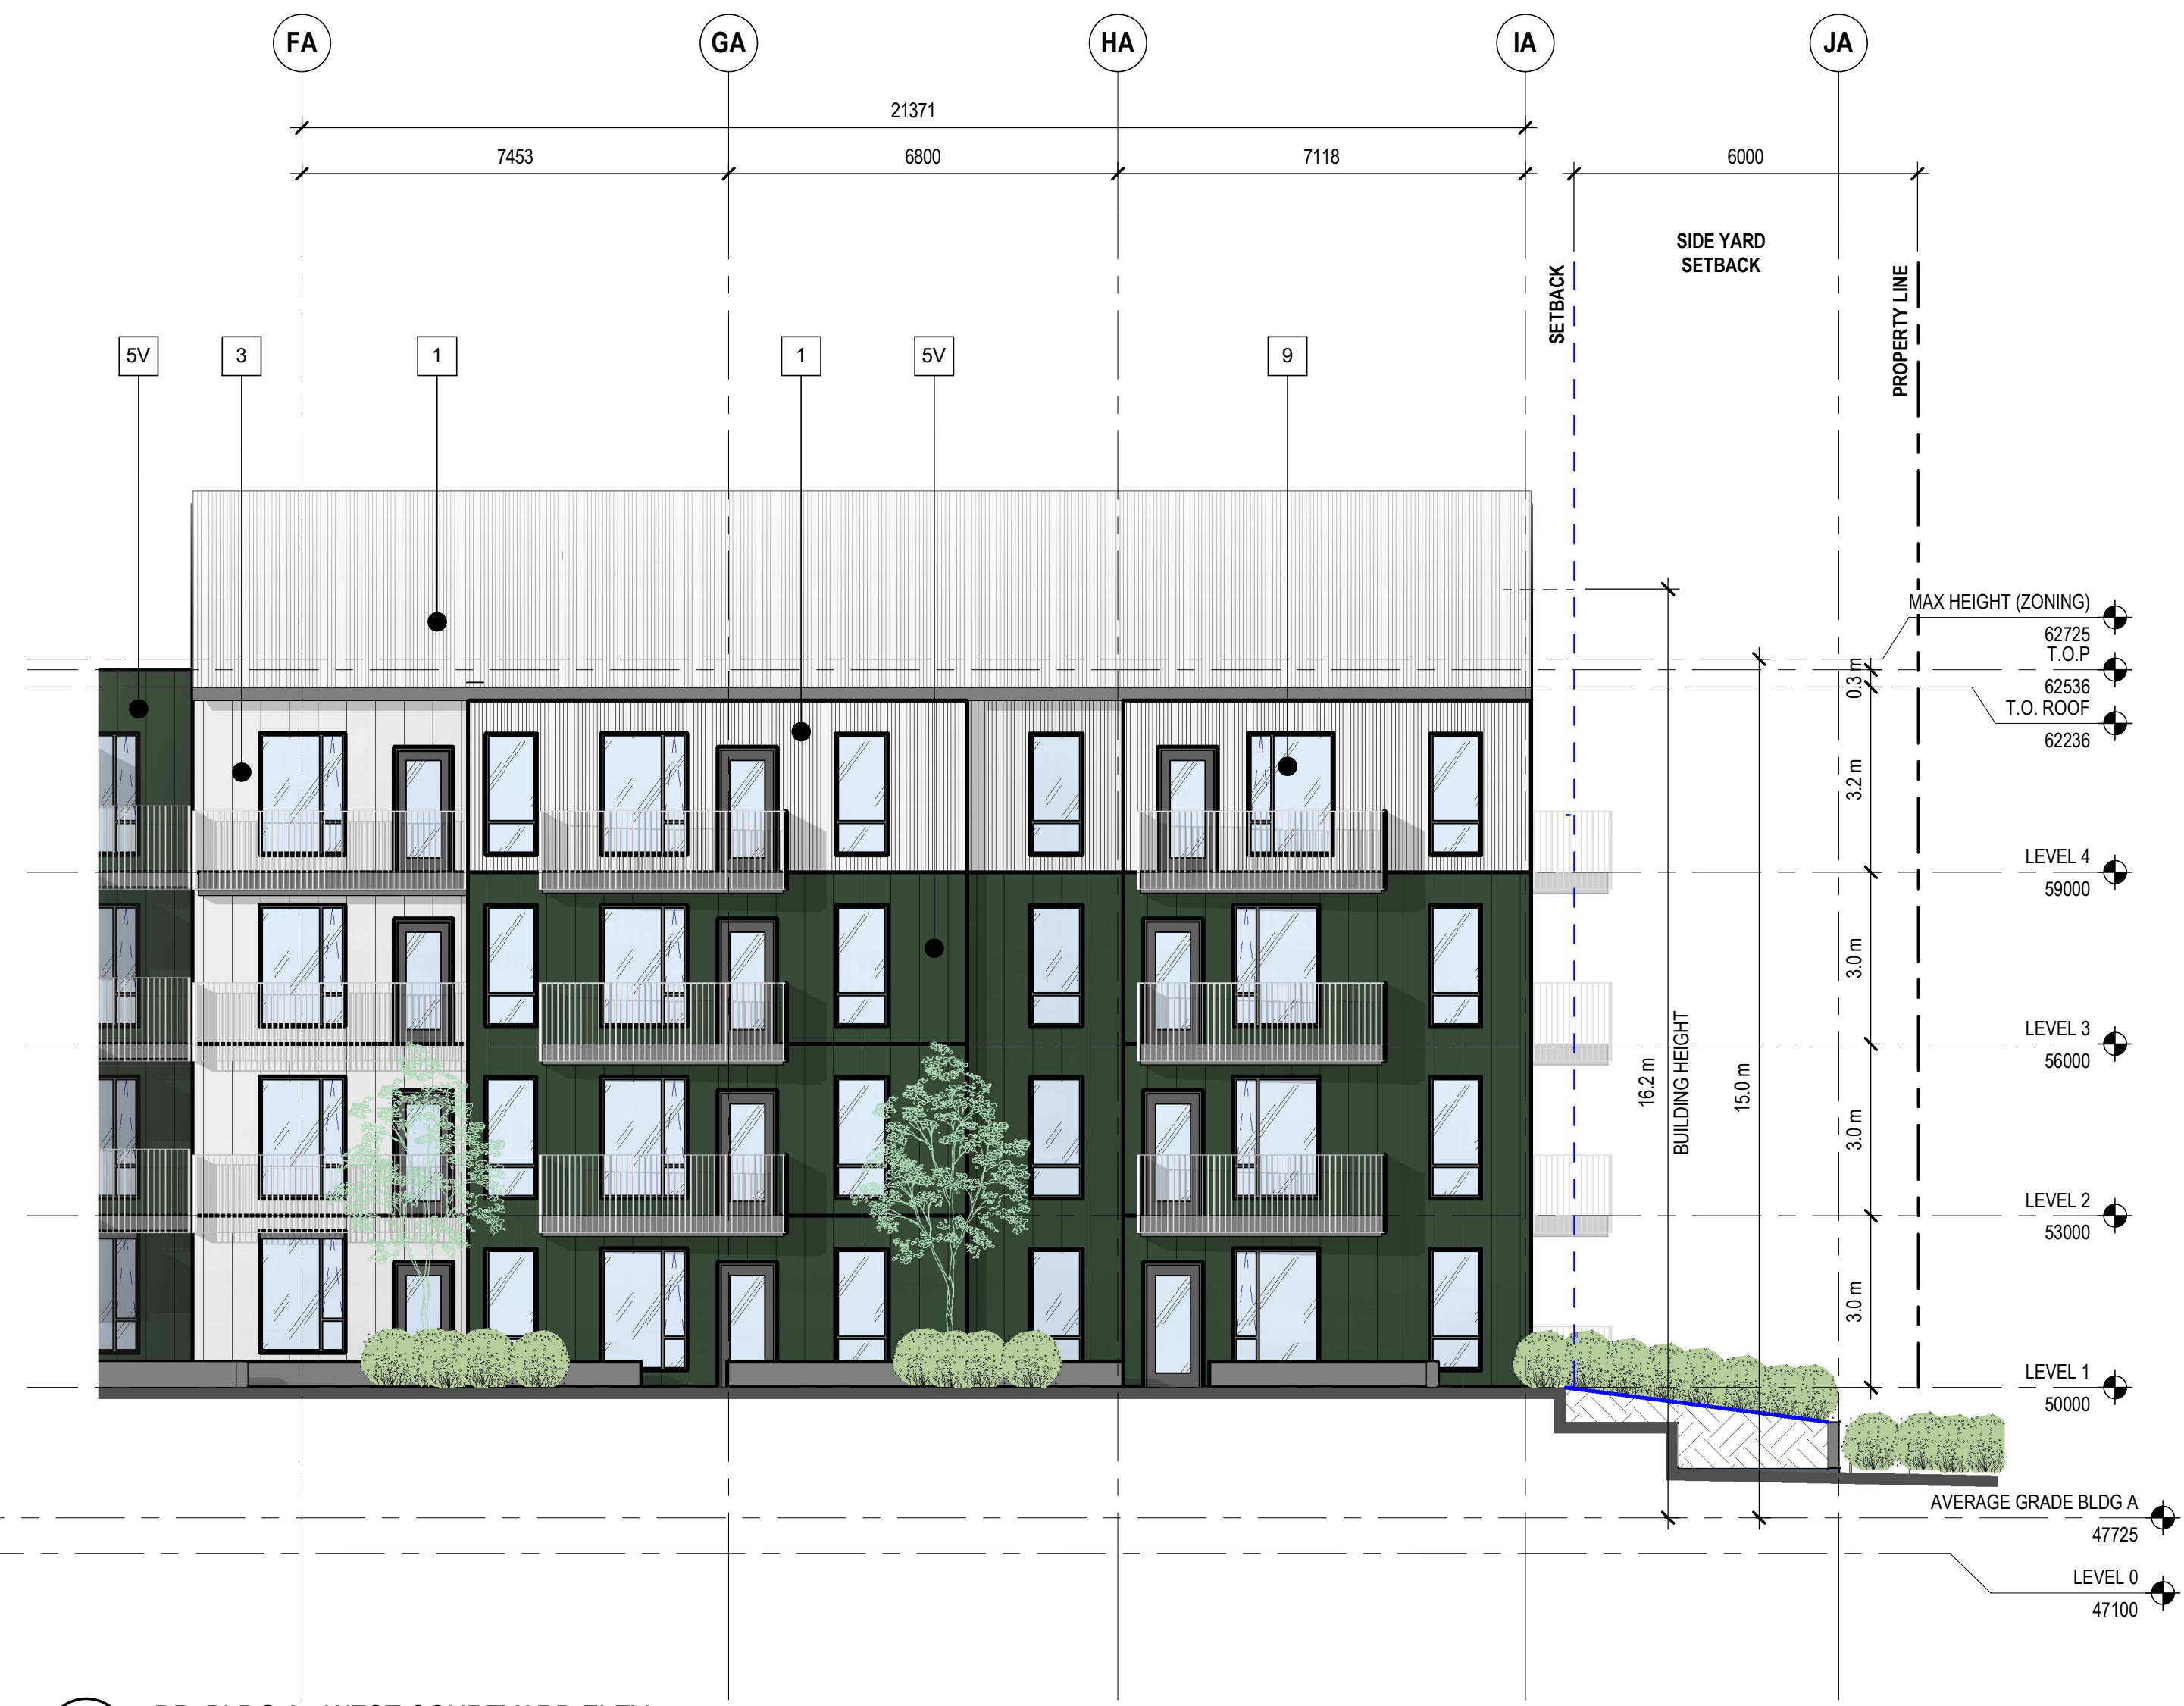 FA
GA
HA
IA
JA
21371
7453
6800
7118
6000
SIDE YARD
SETBACK
SETBACK
PROPERTY LINE
5V
3
1
1
5V
9
MAX HEIGHT (ZONING)
62725
T.O.P
62536
T.O. ROOF
62236
0.3 m
3.2 m
LEVEL 4
59000
3.0 m
LEVEL 3
56000
16.2 m
BUILDING HEIGHT
15.0 m
3.0 m
LEVEL 2
53000
3.0 m
LEVEL 1
50000
AVERAGE GRADE BLDG A
47725
LEVEL 0
47100